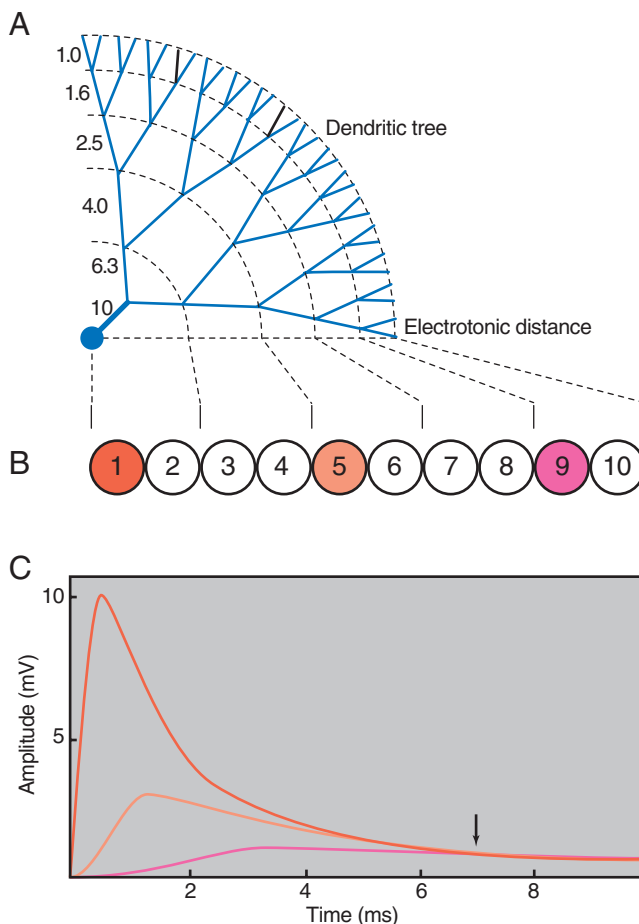 A
1.0
1.6
2.5
4.0
6.3
10
Dendritic tree
Electrotonic distance
B
1 2 3 4 5 6 7 8 9 10
C
10
5
Amplitude (mV)
2 4 6 8
Time (ms)